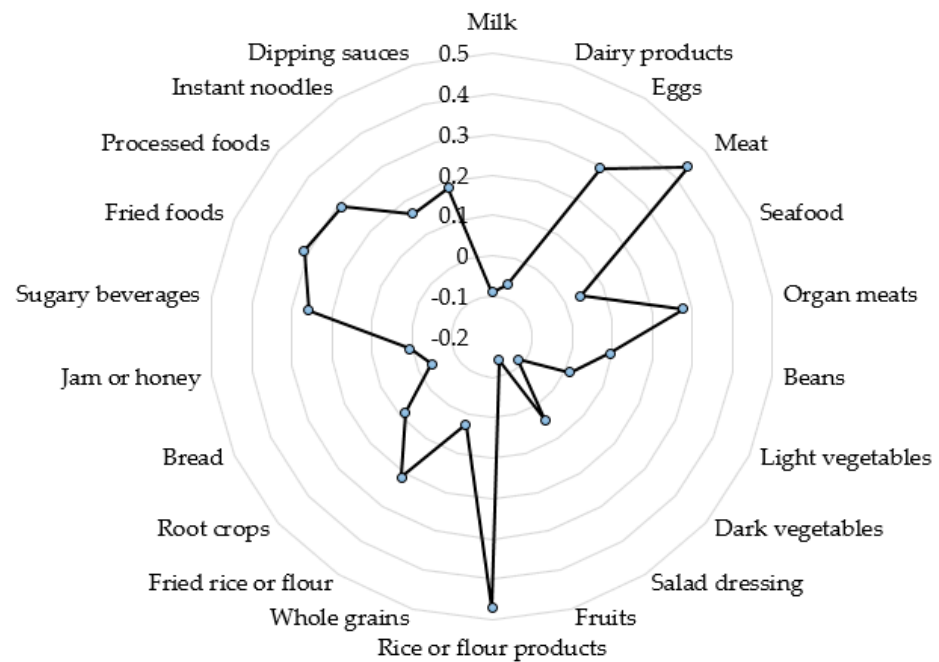 Milk
Dipping sauces 0.5 Dairy products
Instant noodles 0.4 Eggs
Processed foods 0.3 Meat
0.2
Fried foods 0.1 Seafood
0
Sugary beverages -0.1 Organ meats
-0.2
Jam or honey Beans
Bread Light vegetables
Root crops Dark vegetables
Fried rice or flour Salad dressing
Whole grains Fruits
Rice or flour products